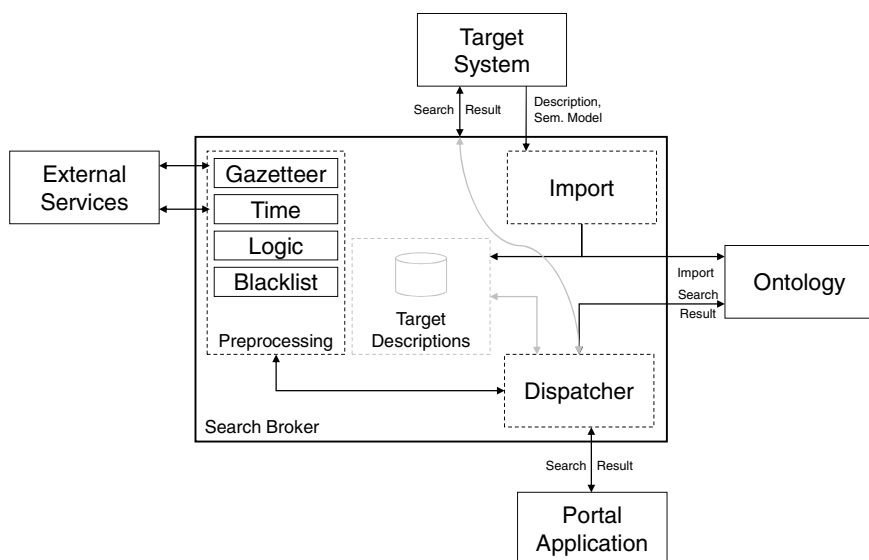 Target
System
Search
Result
Description,
Sem. Model
External
Services
Gazetteer
Time
Logic
Blacklist
Preprocessing
Import
Target
Descriptions
Import
Search
Result
Ontology
Dispatcher
Search Broker
Search
Result
Portal
Application